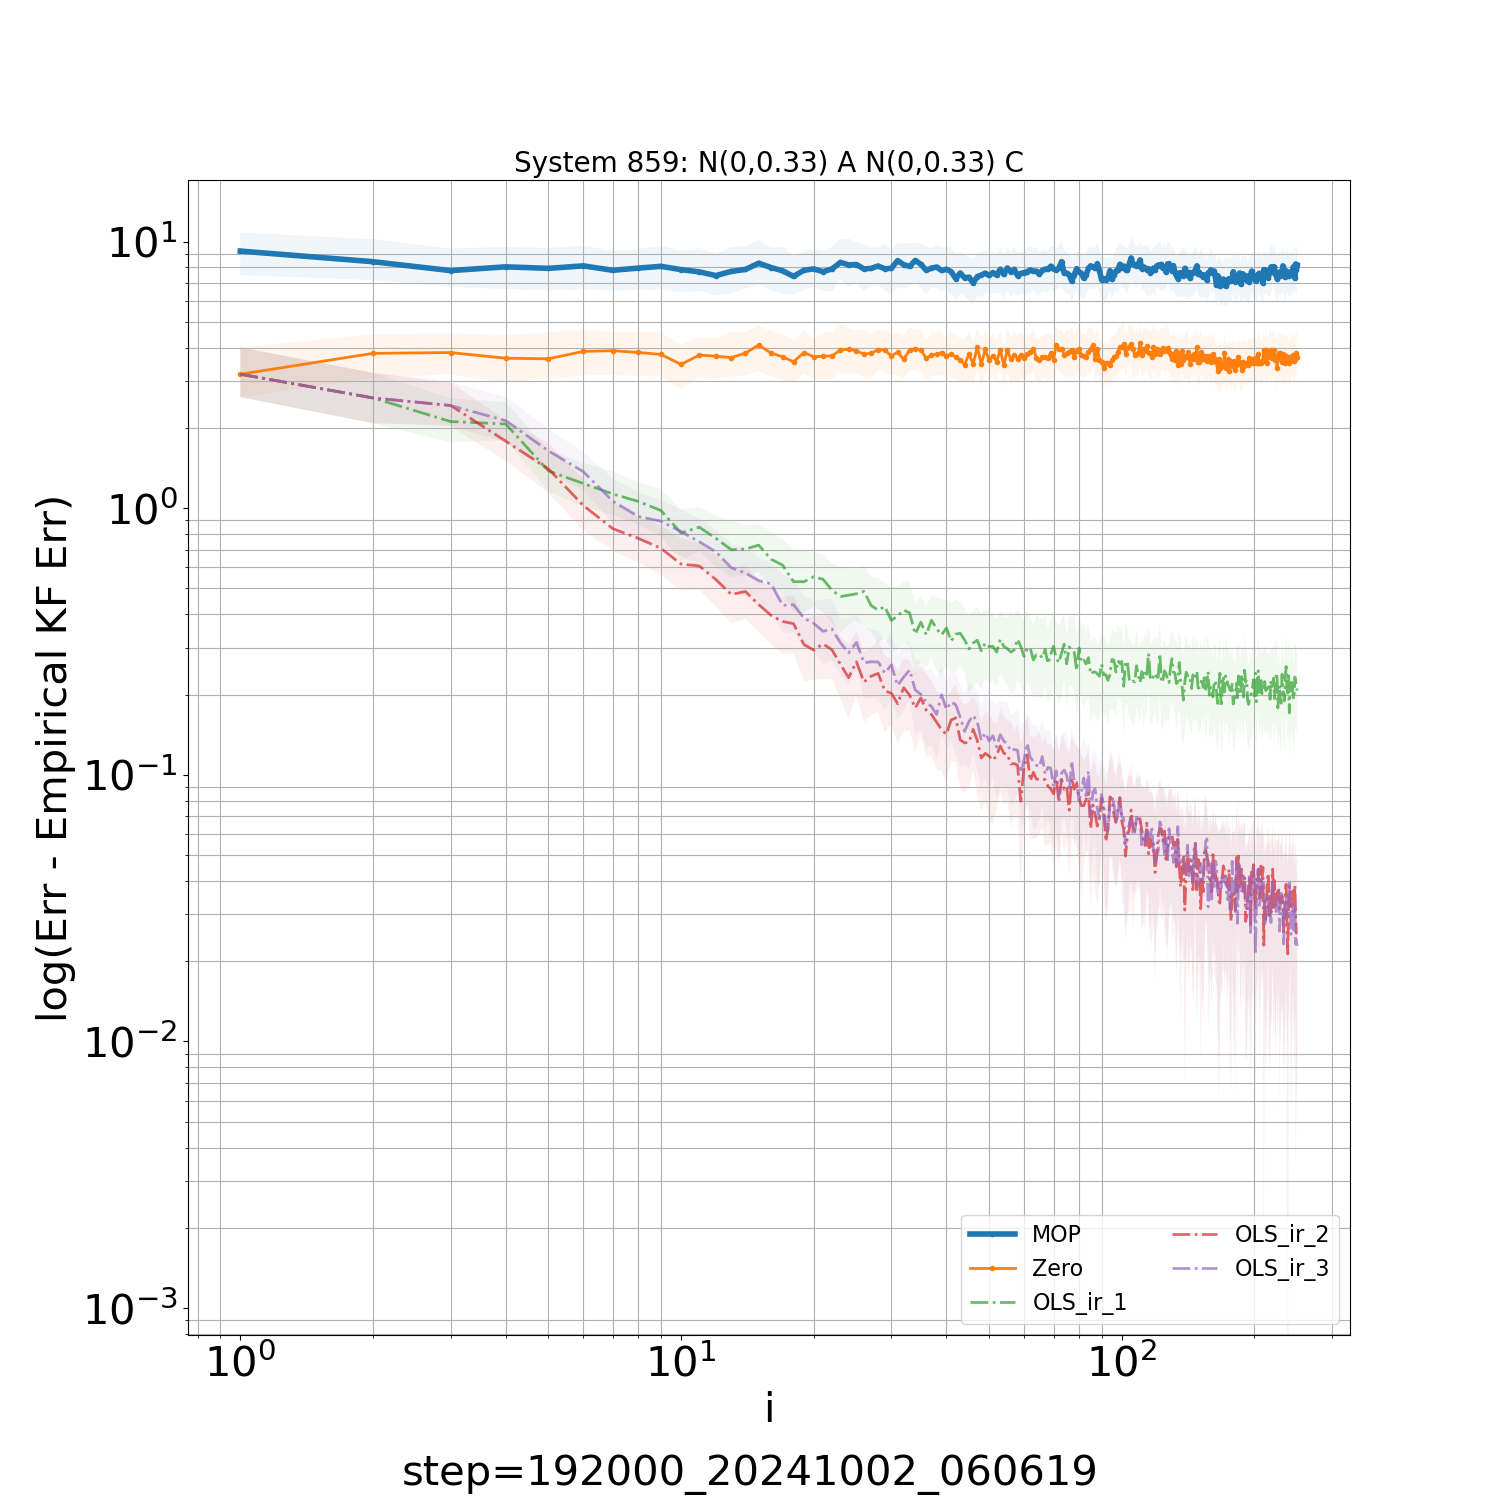 System 859: N(0,0.33) A N(0,0.33) C
log(Err - Empirical KF Err)
10¹
10⁰
10⁻¹
10⁻²
10⁻³
MOP
Zero
OLS_ir_1
OLS_ir_2
OLS_ir_3
10⁰ 10¹ 10²
i
step=192000_20241002_060619